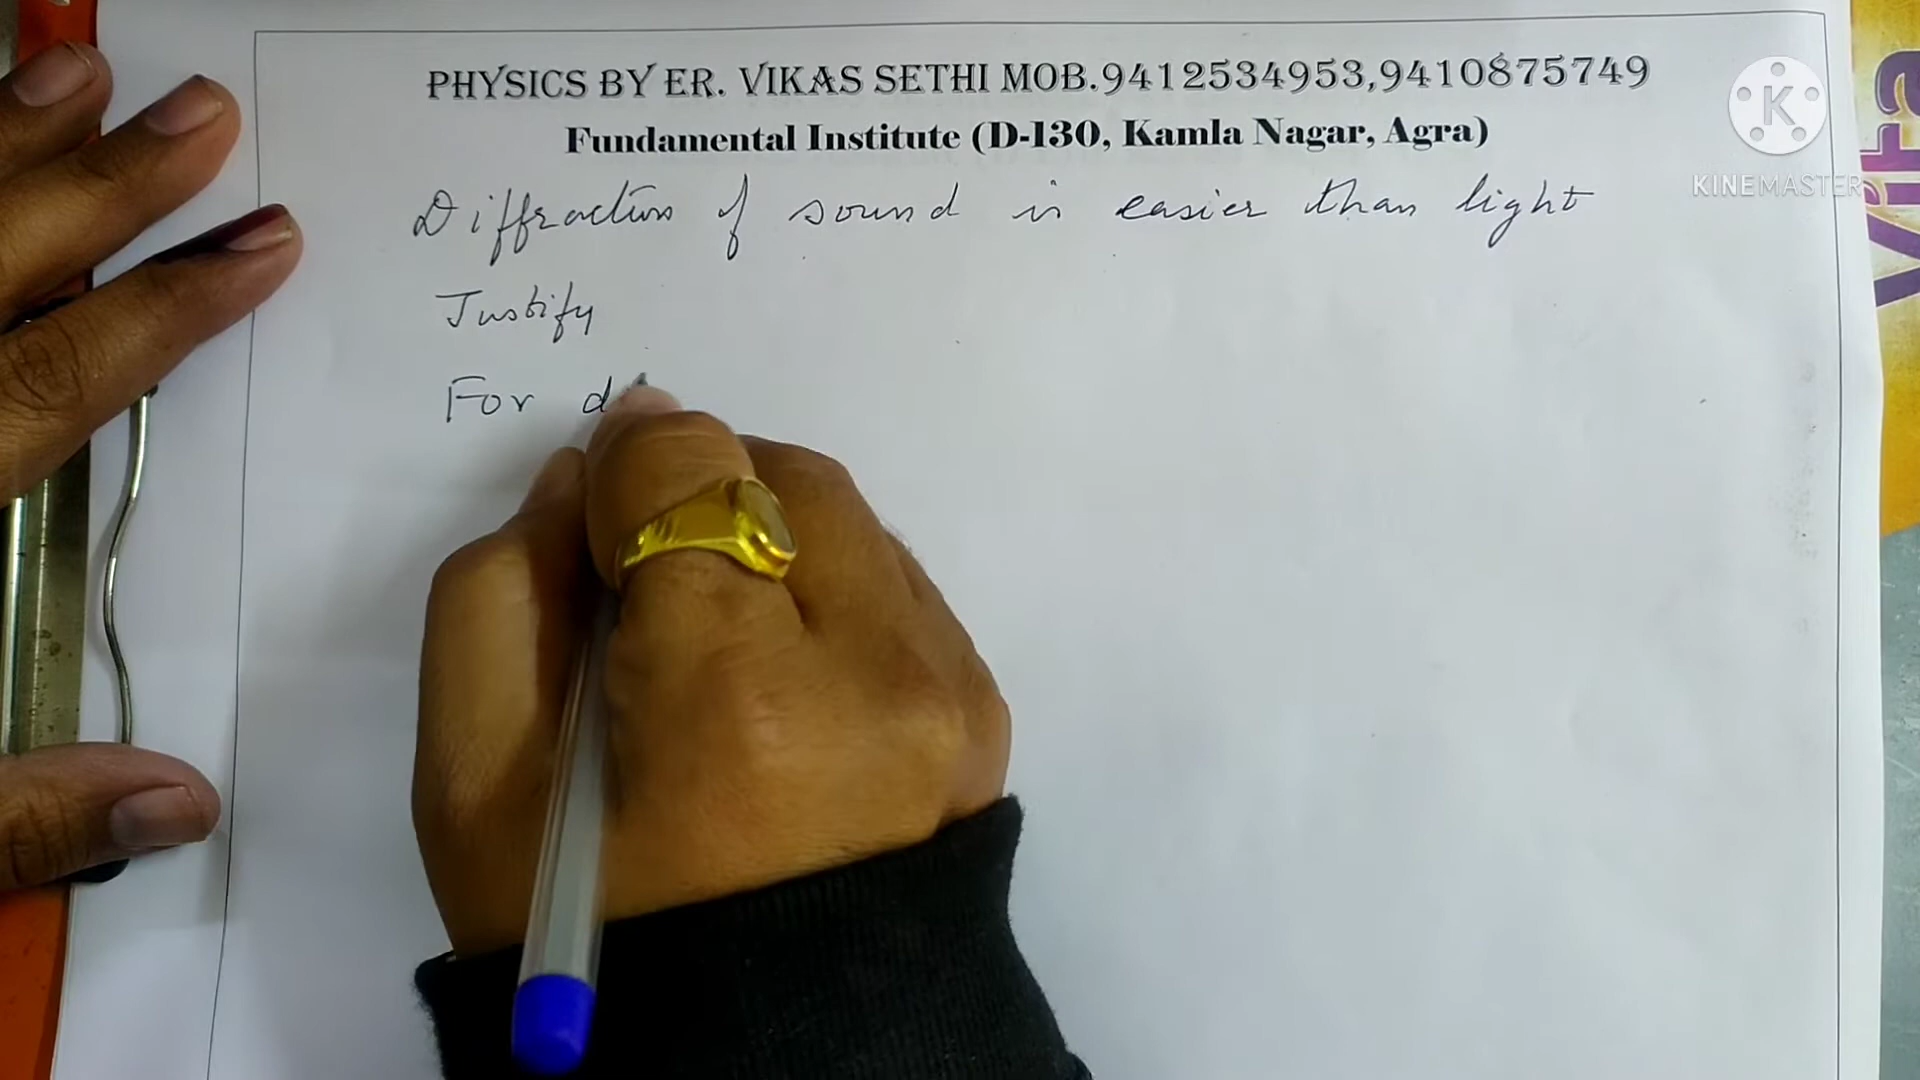 PHYSICS BY ER. VIKAS SETHI MOB.9412534953,9410875749
Fundamental Institute (D-130, Kamla Nagar, Agra)
KINEMASTER
Vita
Diffraction of sound is easier than light
Justify
For